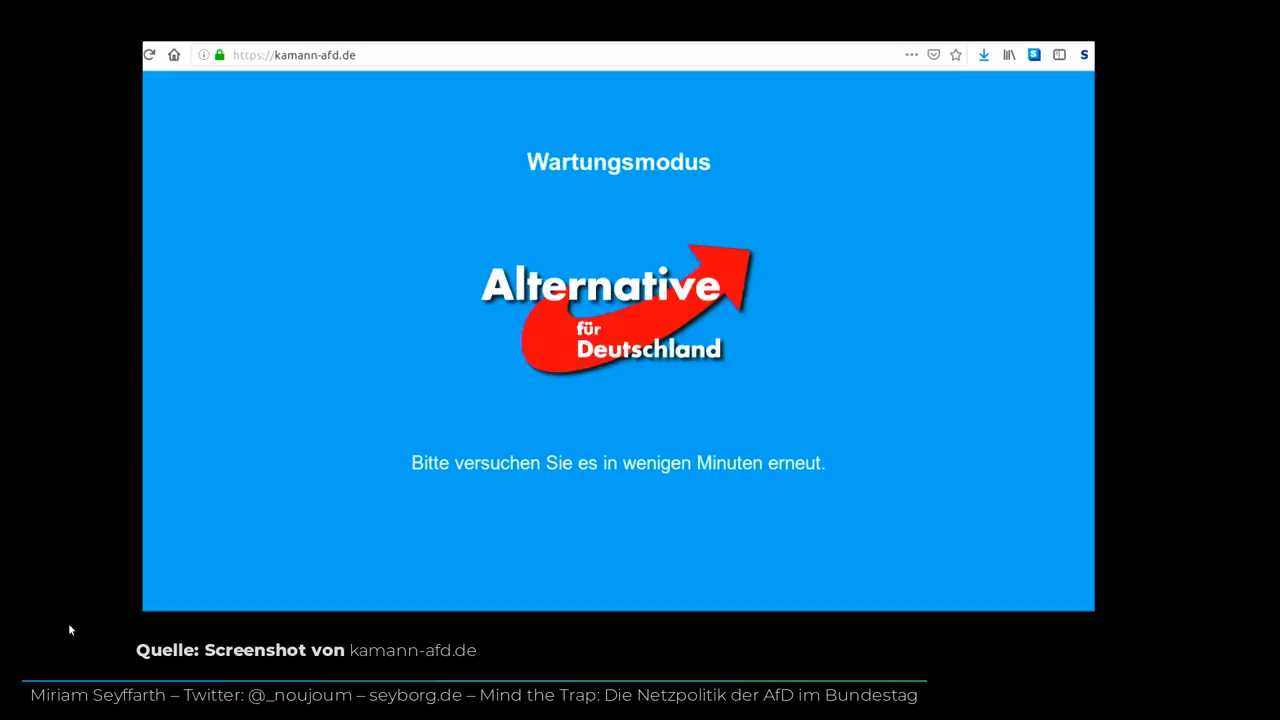 https://kamann-afd.de
S
S
Wartungsmodus
Alternative
für
Deutschland
Bitte versuchen Sie es in wenigen Minuten erneut.
Quelle: Screenshot von kamann-afd.de
Miriam Seyffarth – Twitter: @_noujoum – seyborg.de – Mind the Trap: Die Netzpolitik der AfD im Bundestag